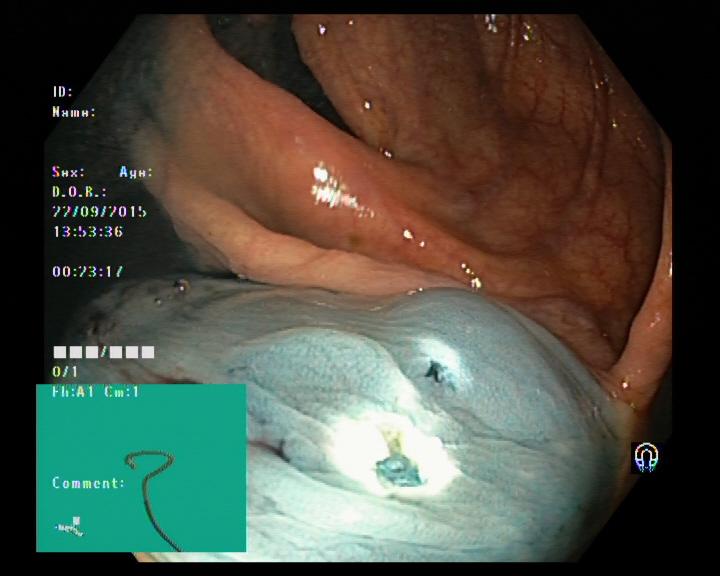 ID:
Name:
Sex: Age:
D.O.B.:
22/09/2015
13:53:36
00:23:17
/
0/1
Eh:A1 Cm:1
Comment: